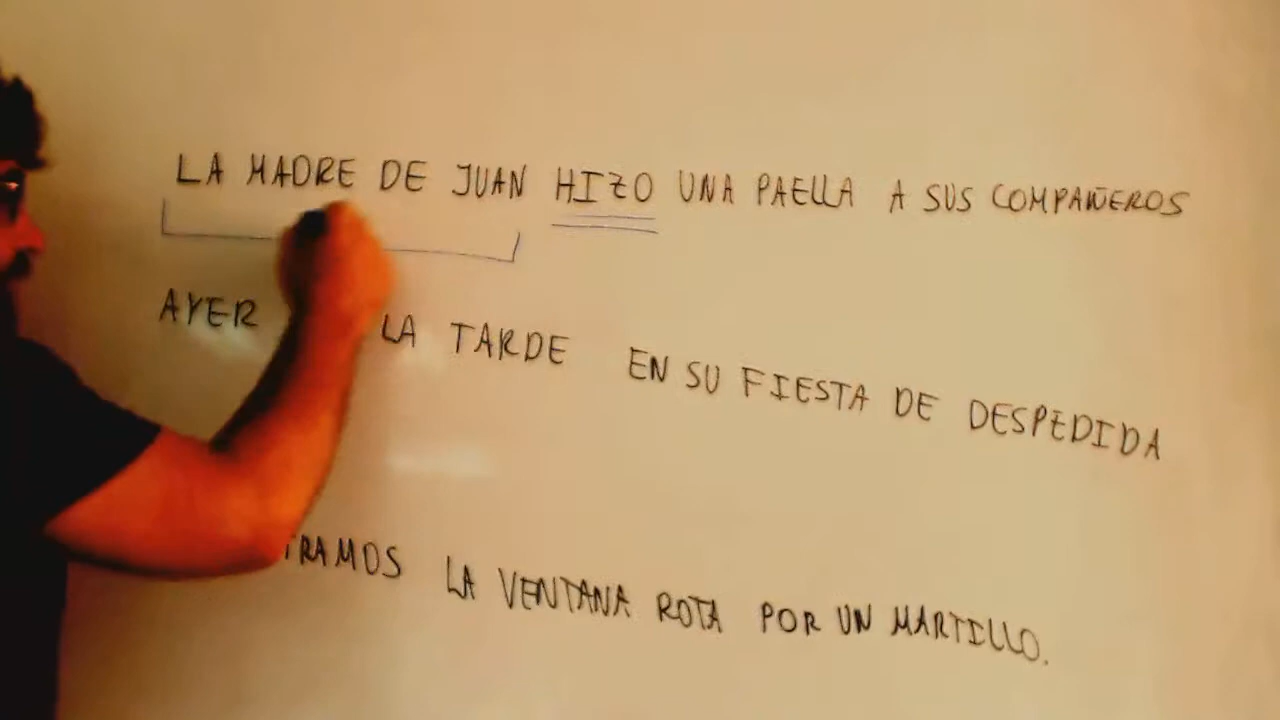 LA MADRE DE JUAN HIZO UNA PAELLA A SUS COMPAÑEROS
AYER LA TARDE EN SU FIESTA DE DESPEDIDA
LA VENTANA ROTA POR UN MARTILLO.